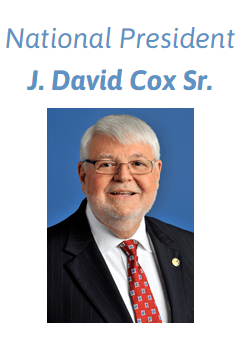 National President
J. David Cox Sr.